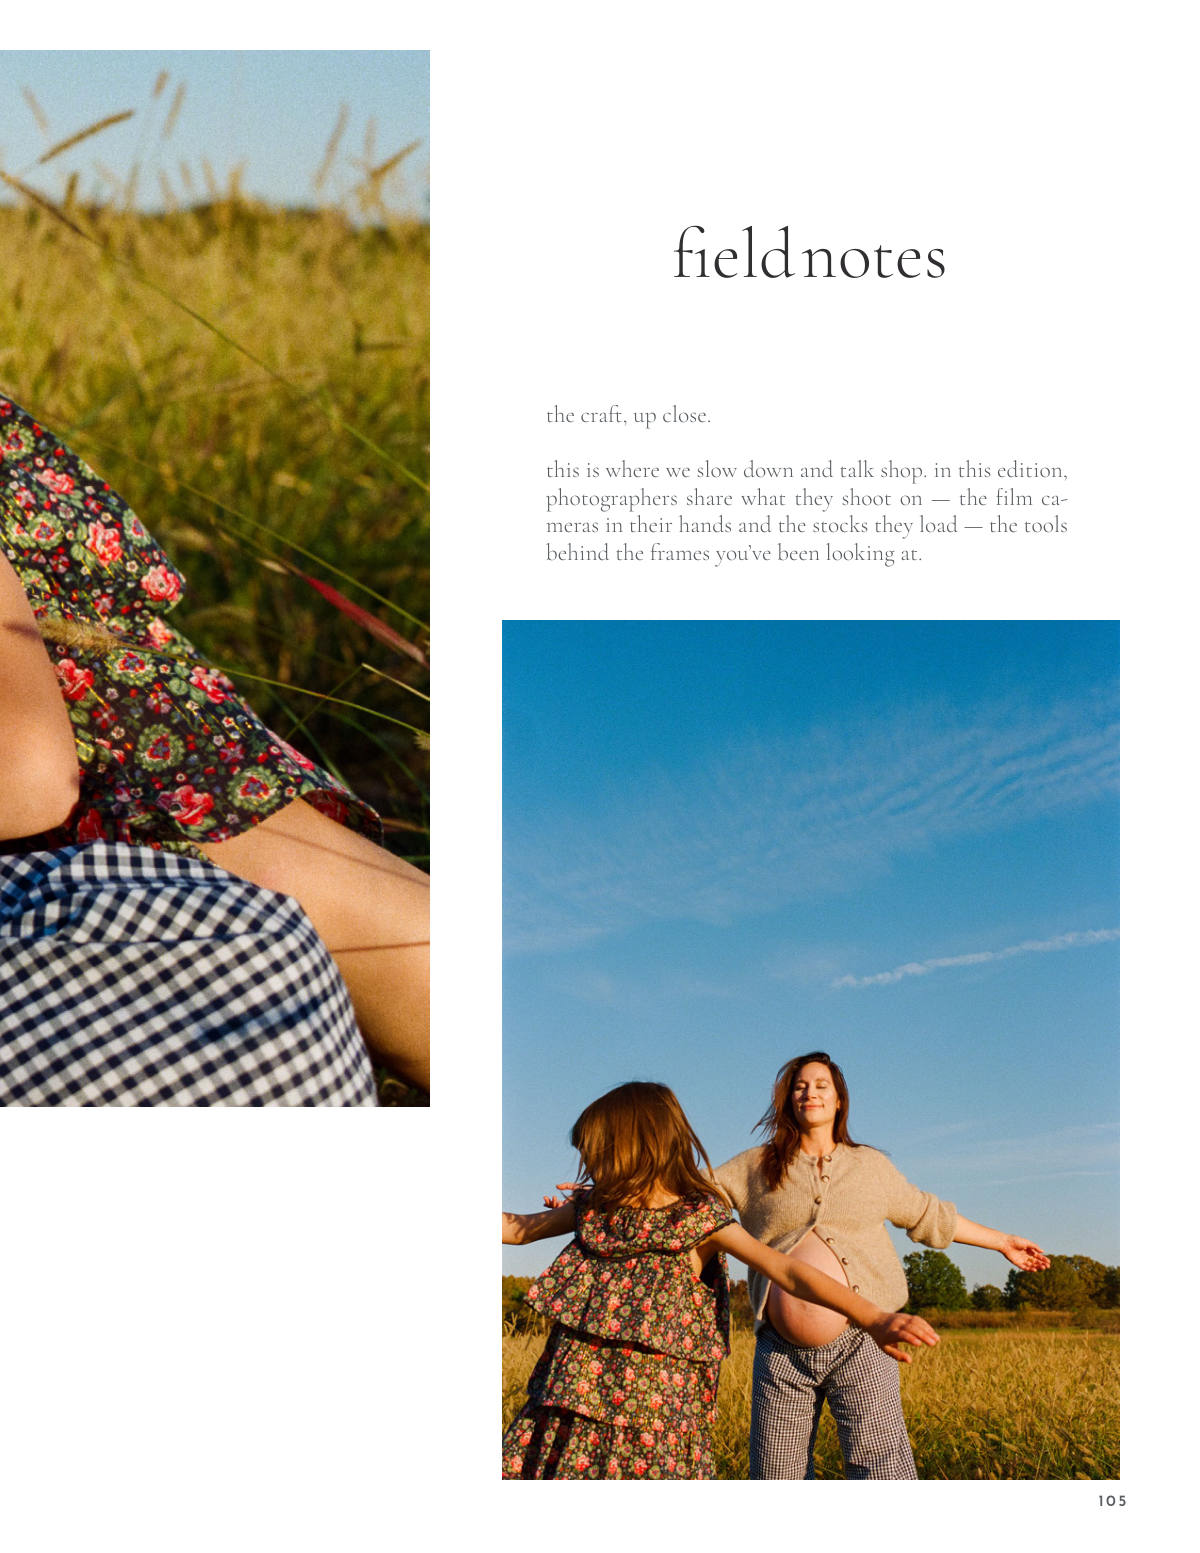 fieldnotes
the craft, up close.
this is where we slow down and talk shop. in this edition,
photographers share what they shoot on — the film ca-
meras in their hands and the stocks they load — the tools
behind the frames you’ve been looking at.
105